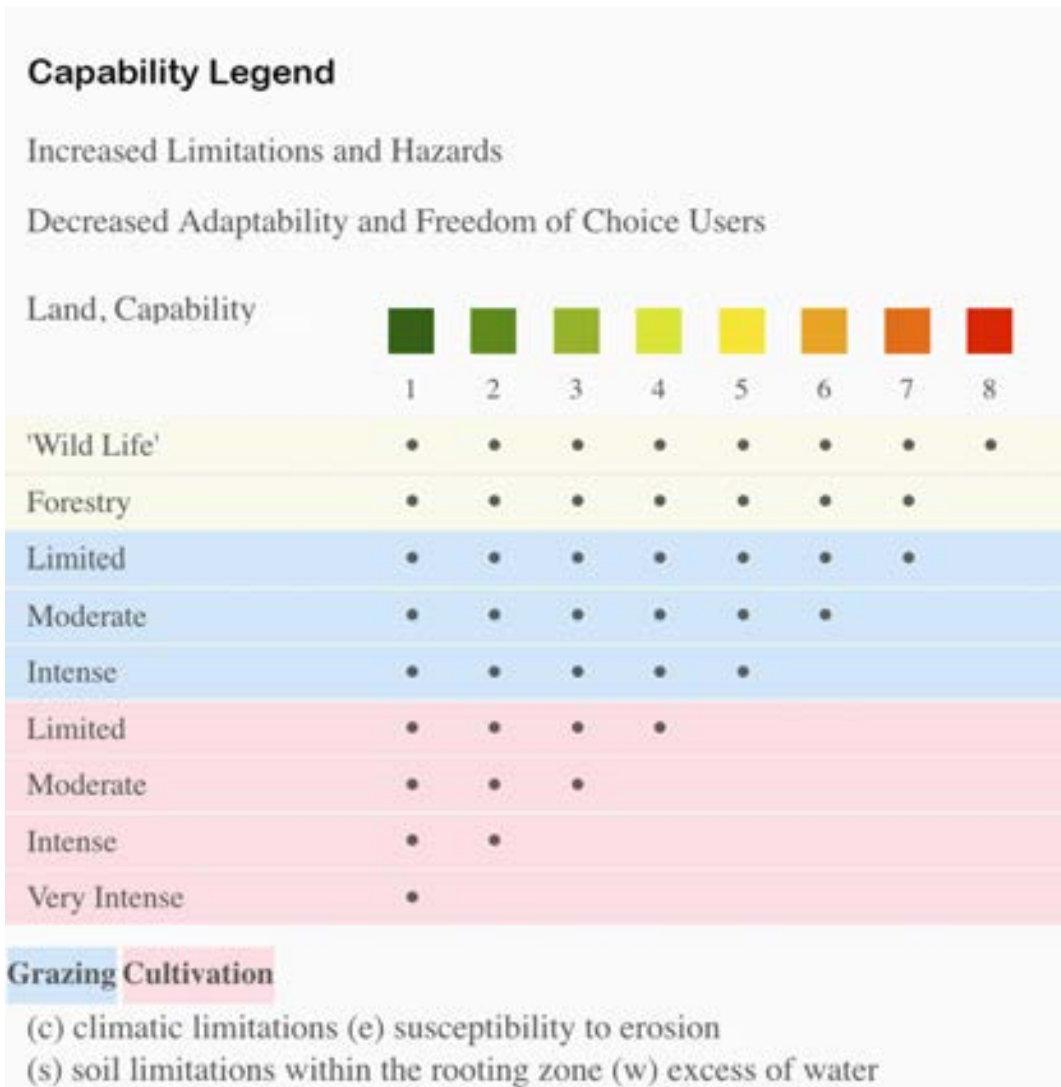 Capability Legend
Increased Limitations and Hazards
Decreased Adaptability and Freedom of Choice Users
Land, Capability
1 2 3 4 5 6 7 8
'Wild Life' • • • • • • • •
Forestry • • • • • • •
Limited • • • • • • •
Moderate • • • • • •
Intense • • • • •
Limited • • • •
Moderate • • •
Intense • •
Very Intense •
Grazing Cultivation
(c) climatic limitations (e) susceptibility to erosion
(s) soil limitations within the rooting zone (w) excess of water